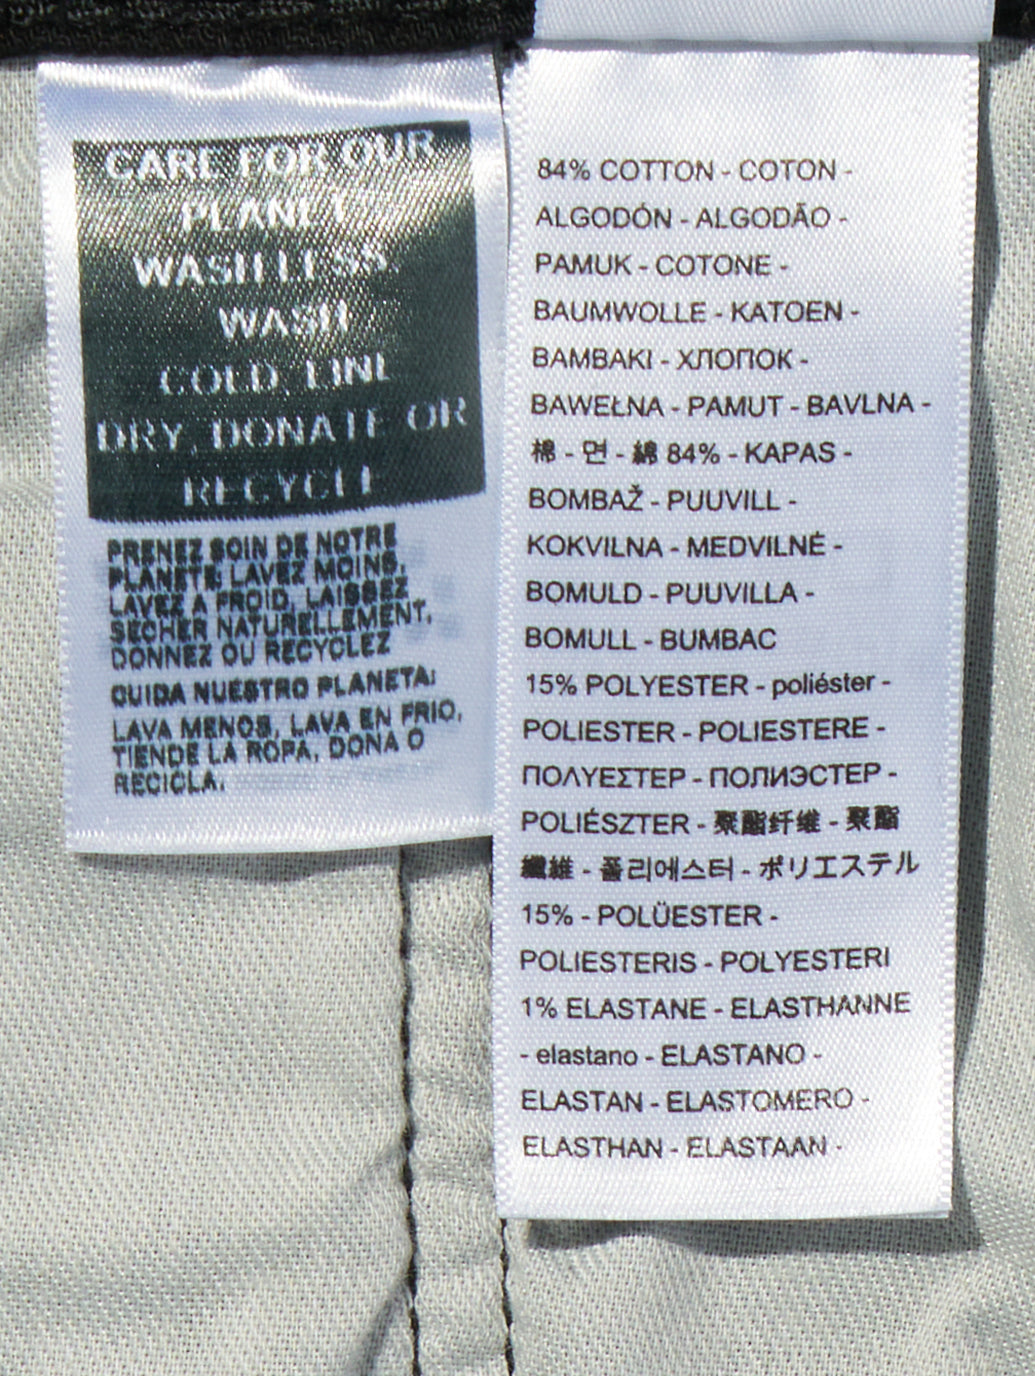 CARE FOR OUR
PLANET
WASH LESS,
WASH
COLD, LINE
DRY, DONATE OR
RECYCLE
PRENEZ SOIN DE NOTRE
PLANETE: LAVEZ MOINS,
LAVEZ A FROID, LAISSEZ
SECHER NATURELLEMENT,
DONNEZ OU RECYCLEZ
CUIDA NUESTRO PLANETA:
LAVA MENOS, LAVA EN FRIO,
TIENDE LA ROPA, DONA O
RECICLA.
84% COTTON - COTON -
ALGODÓN - ALGODÃO -
PAMUK - COTONE -
BAUMWOLLE - KATOEN -
BAMBAKI - ХЛОПОК -
BAWEŁNA - PAMUT - BAVLNA -
棉 - 면 - 綿 84% - KAPAS -
BOMBAŽ - PUUVILL -
KOKVILNA - MEDVILNĖ -
BOMULD - PUUVILLA -
BOMULL - BUMBAC
15% POLYESTER - poliéster -
POLIESTER - POLIESTERE -
ΠΟΛΥΕΣΤΕΡ - ПОЛИЭСТЕР -
POLIÉSZTER - 聚酯纤维 - 聚酯
纖維 - 폴리에스터 - ポリエステル
15% - POLÜESTER -
POLIESTERIS - POLYESTERI
1% ELASTANE - ELASTHANNE
- elastano - ELASTANO -
ELASTAN - ELASTOMERO -
ELASTHAN - ELASTAAN -